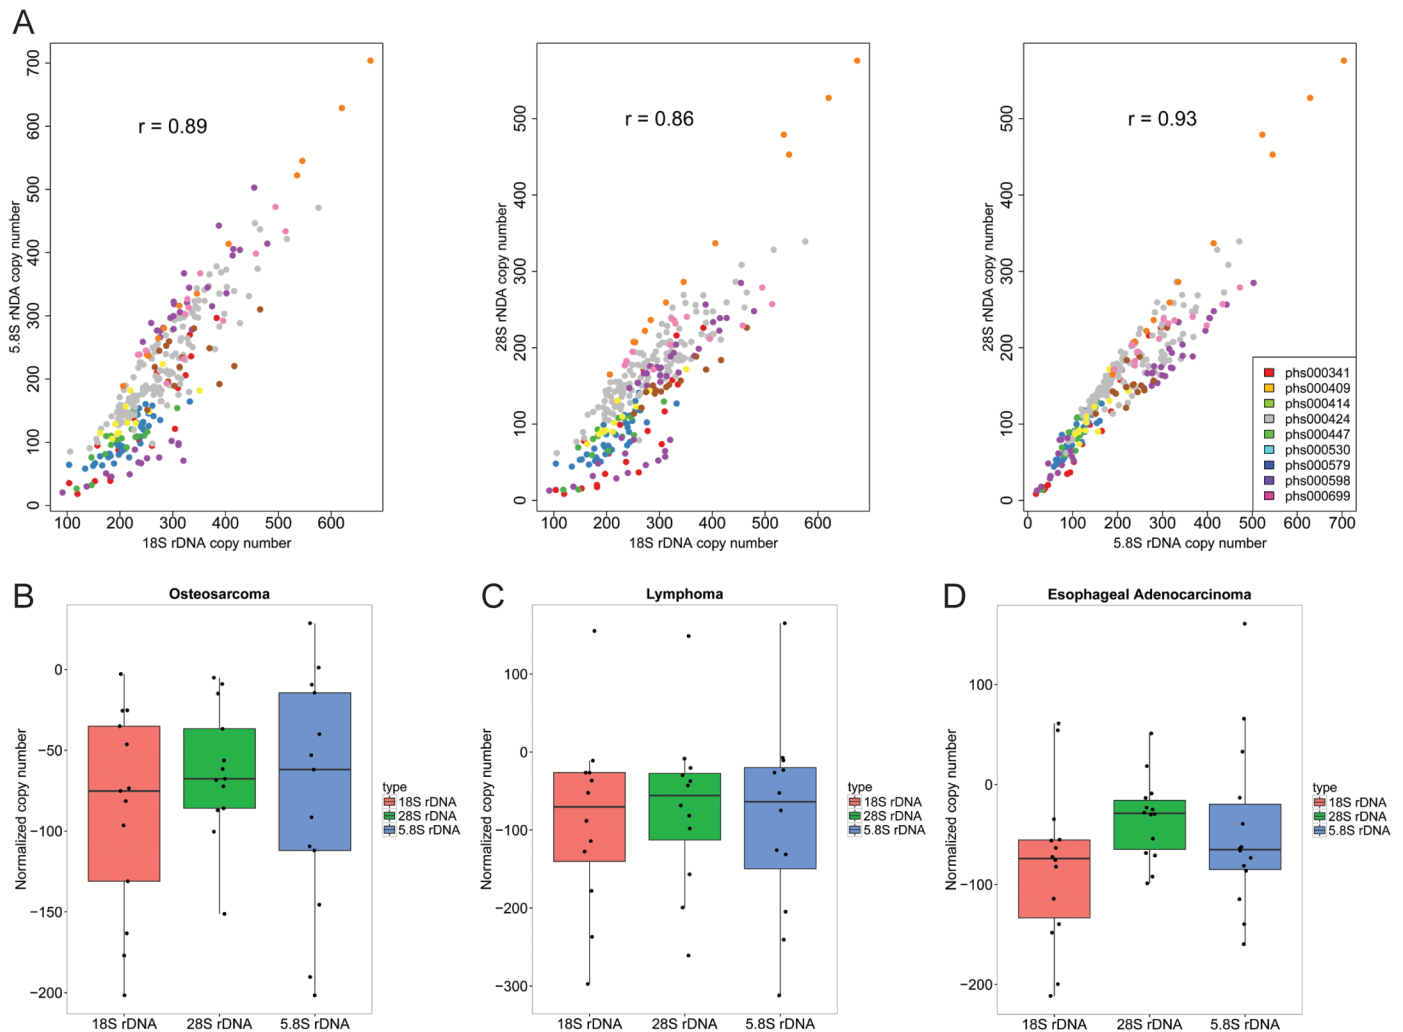 A
r = 0.89
5.8S rNDA copy number
0
100
200
300
400
500
600
700
100 200 300 400 500 600
18S rDNA copy number
r = 0.86
28S rNDA copy number
0
100
200
300
400
500
100 200 300 400 500 600
18S rDNA copy number
r = 0.93
28S rNDA copy number
0
100
200
300
400
500
0 100 200 300 400 500 600 700
5.8S rDNA copy number
phs000341
phs000409
phs000414
phs000424
phs000447
phs000530
phs000579
phs000598
phs000699
B
Osteosarcoma
Normalized copy number
0
−50
−100
−150
−200
18S rDNA 28S rDNA 5.8S rDNA
type
18S rDNA
28S rDNA
5.8S rDNA
C
Lymphoma
Normalized copy number
100
0
−100
−200
−300
18S rDNA 28S rDNA 5.8S rDNA
type
18S rDNA
28S rDNA
5.8S rDNA
D
Esophageal Adenocarcinoma
Normalized copy number
100
0
−100
−200
18S rDNA 28S rDNA 5.8S rDNA
type
18S rDNA
28S rDNA
5.8S rDNA